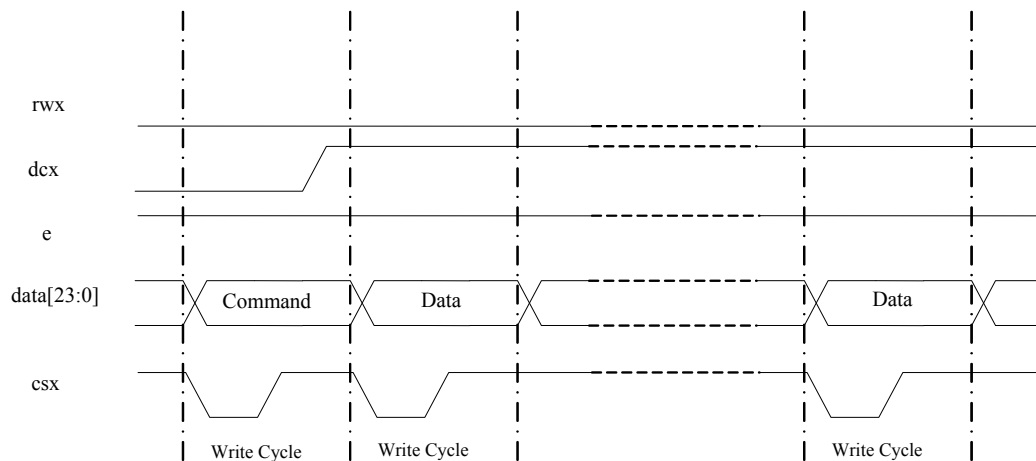 rwx
dcx
e
data[23:0]
Command
Data
Data
csx
Write Cycle
Write Cycle
Write Cycle